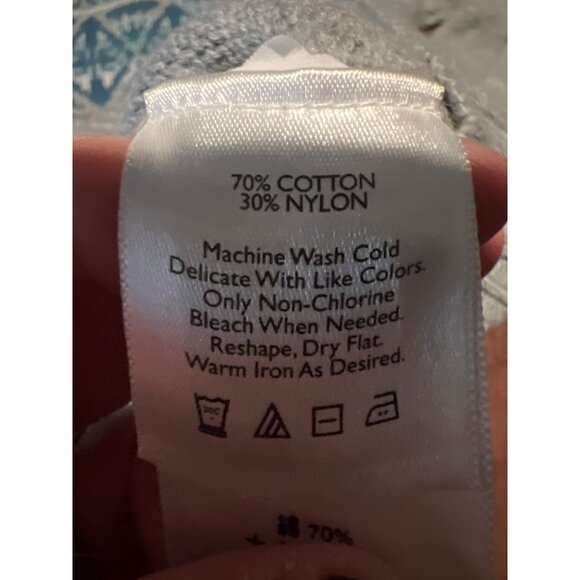 70% COTTON
30% NYLON
Machine Wash Cold
Delicate With Like Colors.
Only Non-Chlorine
Bleach When Needed.
Reshape, Dry Flat.
Warm Iron As Desired.
70%